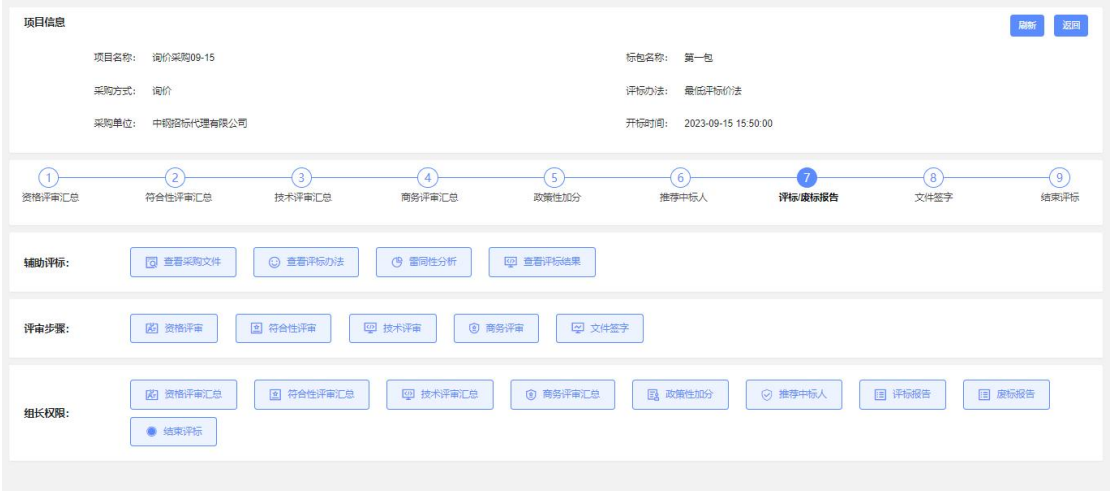 项目信息
刷新 返回
项目名称: 询价采购09-15 标包名称: 第一包
采购方式: 询价 评标办法: 最低评标价法
采购单位: 中钢招标代理有限公司 开标时间: 2023-09-15 15:50:00
1 2 3 4 5 6 7 8 9
资格评审汇总 符合性评审汇总 技术评审汇总 商务评审汇总 政策性加分 推荐中标人 评标/废标报告 文件签字 结束评标
辅助评标: 查看采购文件 查看评标办法 雷同性分析 查看评标结果
评审步骤: 资格评审 符合性评审 技术评审 商务评审 文件签字
组长权限: 资格评审汇总 符合性评审汇总 技术评审汇总 商务评审汇总 政策性加分 推荐中标人 评标报告 废标报告
结束评标